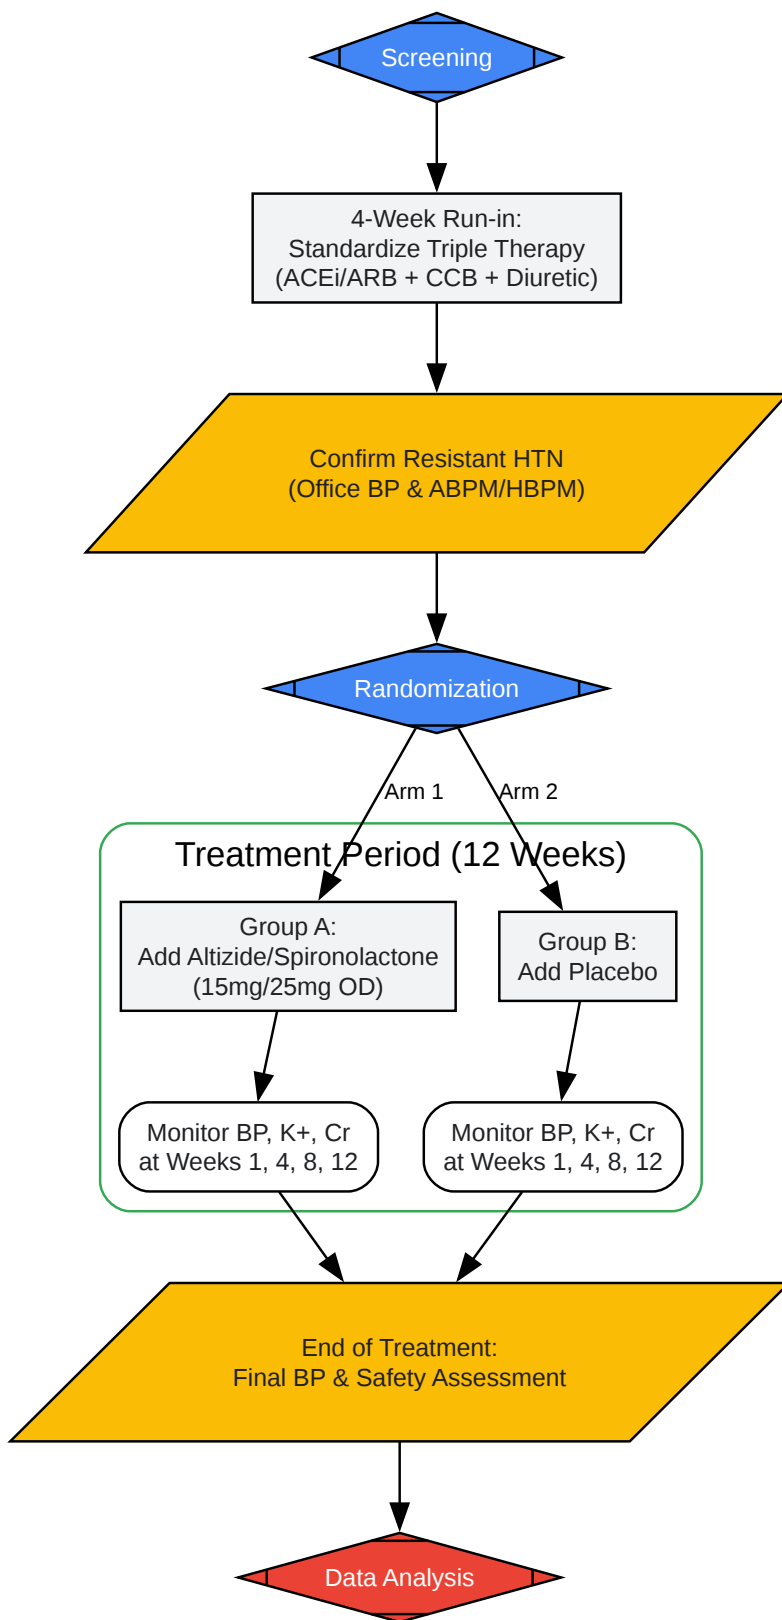 Screening
4-Week Run-in:
Standardize Triple Therapy
(ACEi/ARB + CCB + Diuretic)
Confirm Resistant HTN
(Office BP & ABPM/HBPM)
Randomization
Arm 1
Arm 2
Treatment Period (12 Weeks)
Group A:
Add Altizide/Spironolactone
(15mg/25mg OD)
Group B:
Add Placebo
Monitor BP, K+, Cr
at Weeks 1, 4, 8, 12
Monitor BP, K+, Cr
at Weeks 1, 4, 8, 12
End of Treatment:
Final BP & Safety Assessment
Data Analysis